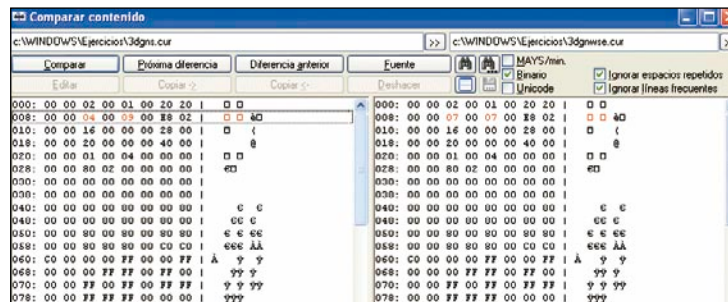 Comparar contenido
c:\WINDOWS\Ejercicios\3dgns.cur >> c:\WINDOWS\Ejercicios\3dgnwse.cur
Comparar Próxima diferencia Diferencia anterior Fuente MAYS/min.
Binario Ignorar espacios repetidos
Editar Copiar -> Copiar <- Deshacer Unicode Ignorar líneas frecuentes
000: 00 00 02 00 01 00 20 20 | 000: 00 00 02 00 01 00 20 20 |
008: 00 00 04 00 09 00 E8 02 | è 008: 00 00 07 00 07 00 E8 02 | è
010: 00 00 16 00 00 00 28 00 | ( 010: 00 00 16 00 00 00 28 00 | (
018: 00 00 20 00 00 00 40 00 | @ 018: 00 00 20 00 00 00 40 00 | @
020: 00 00 01 00 04 00 00 00 | 020: 00 00 01 00 04 00 00 00 |
028: 00 00 80 02 00 00 00 00 | € 028: 00 00 80 02 00 00 00 00 | €
030: 00 00 00 00 00 00 00 00 | 030: 00 00 00 00 00 00 00 00 |
038: 00 00 00 00 00 00 00 00 | 038: 00 00 00 00 00 00 00 00 |
040: 00 00 00 00 00 00 00 00 | € € 040: 00 00 00 00 00 00 00 00 | € €
048: 00 00 00 00 00 00 00 00 | €€ € 048: 00 00 00 00 00 00 00 00 | €€ €
050: 00 00 80 00 80 00 80 00 | € € €€ 050: 00 00 80 00 80 00 80 00 | € € €€
058: 00 00 80 80 80 00 C0 C0 | €€€ ÀÀ 058: 00 00 80 80 80 00 C0 C0 | €€€ ÀÀ
060: C0 00 00 00 FF 00 00 FF | À ÿ ÿ 060: C0 00 00 00 FF 00 00 FF | À ÿ ÿ
068: 00 00 00 FF FF 00 FF 00 | ÿÿ ÿ 068: 00 00 00 FF FF 00 FF 00 | ÿÿ ÿ
070: 00 00 FF 00 FF 00 FF FF | ÿ ÿ ÿÿ 070: 00 00 FF 00 FF 00 FF FF | ÿ ÿ ÿÿ
078: 00 00 FF FF FF 00 00 00 | ÿÿÿ 078: 00 00 FF FF FF 00 00 00 | ÿÿÿ